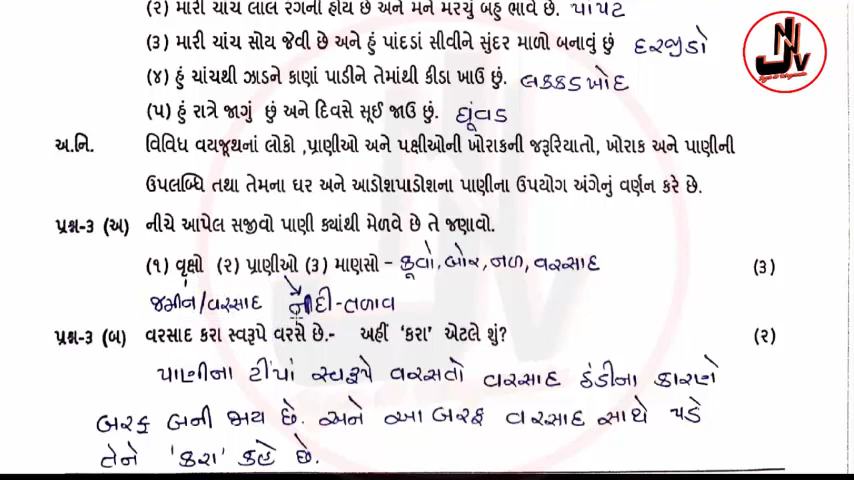 (૨) મારી ચાંચ લાલ રંગની હોય છે અને મને મરચું બહુ ભાવે છે. પોપટ
(૩) મારી ચાંચ સોય જેવી છે અને હું પાંદડાં સીવીને સુંદર માળો બનાવું છું દરજીડો
(૪) હું ચાંચથી ઝાડને કાણાં પાડીને તેમાંથી કીડા ખાઉ છું. લક્કડખોદ
(૫) હું રાત્રે જાગું છું અને દિવસે સૂઈ જાઉ છું. ઘૂંવડ
અ.નિ. વિવિધ વયજૂથનાં લોકો ,પ્રાણીઓ અને પક્ષીઓની ખોરાકની જરૂરિયાતો, ખોરાક અને પાણીની
ઉપલબ્ધિ તથા તેમના ઘર અને આડોશપાડોશના પાણીના ઉપયોગ અંગેનું વર્ણન કરે છે.
પ્રશ્ન-૩ (અ) નીચે આપેલ સજીવો પાણી ક્યાંથી મેળવે છે તે જણાવો.
(૧) વૃક્ષો (૨) પ્રાણીઓ (૩) માણસો - કૂવો, બોર, નળ, વરસાદ (૩)
જમીન/વરસાદ નદી-તળાવ
પ્રશ્ન-૩ (બ) વરસાદ કરા સ્વરૂપે વરસે છે.- અહીં ‘કરા’ એટલે શું? (૨)
પાણીના ટીપાં સ્વરૂપે વરસતો વરસાદ ઠંડીના કારણે
બરફ બની જાય છે. અને આ બરફ વરસાદ સાથે પડે
તેને 'કરા' કહે છે.